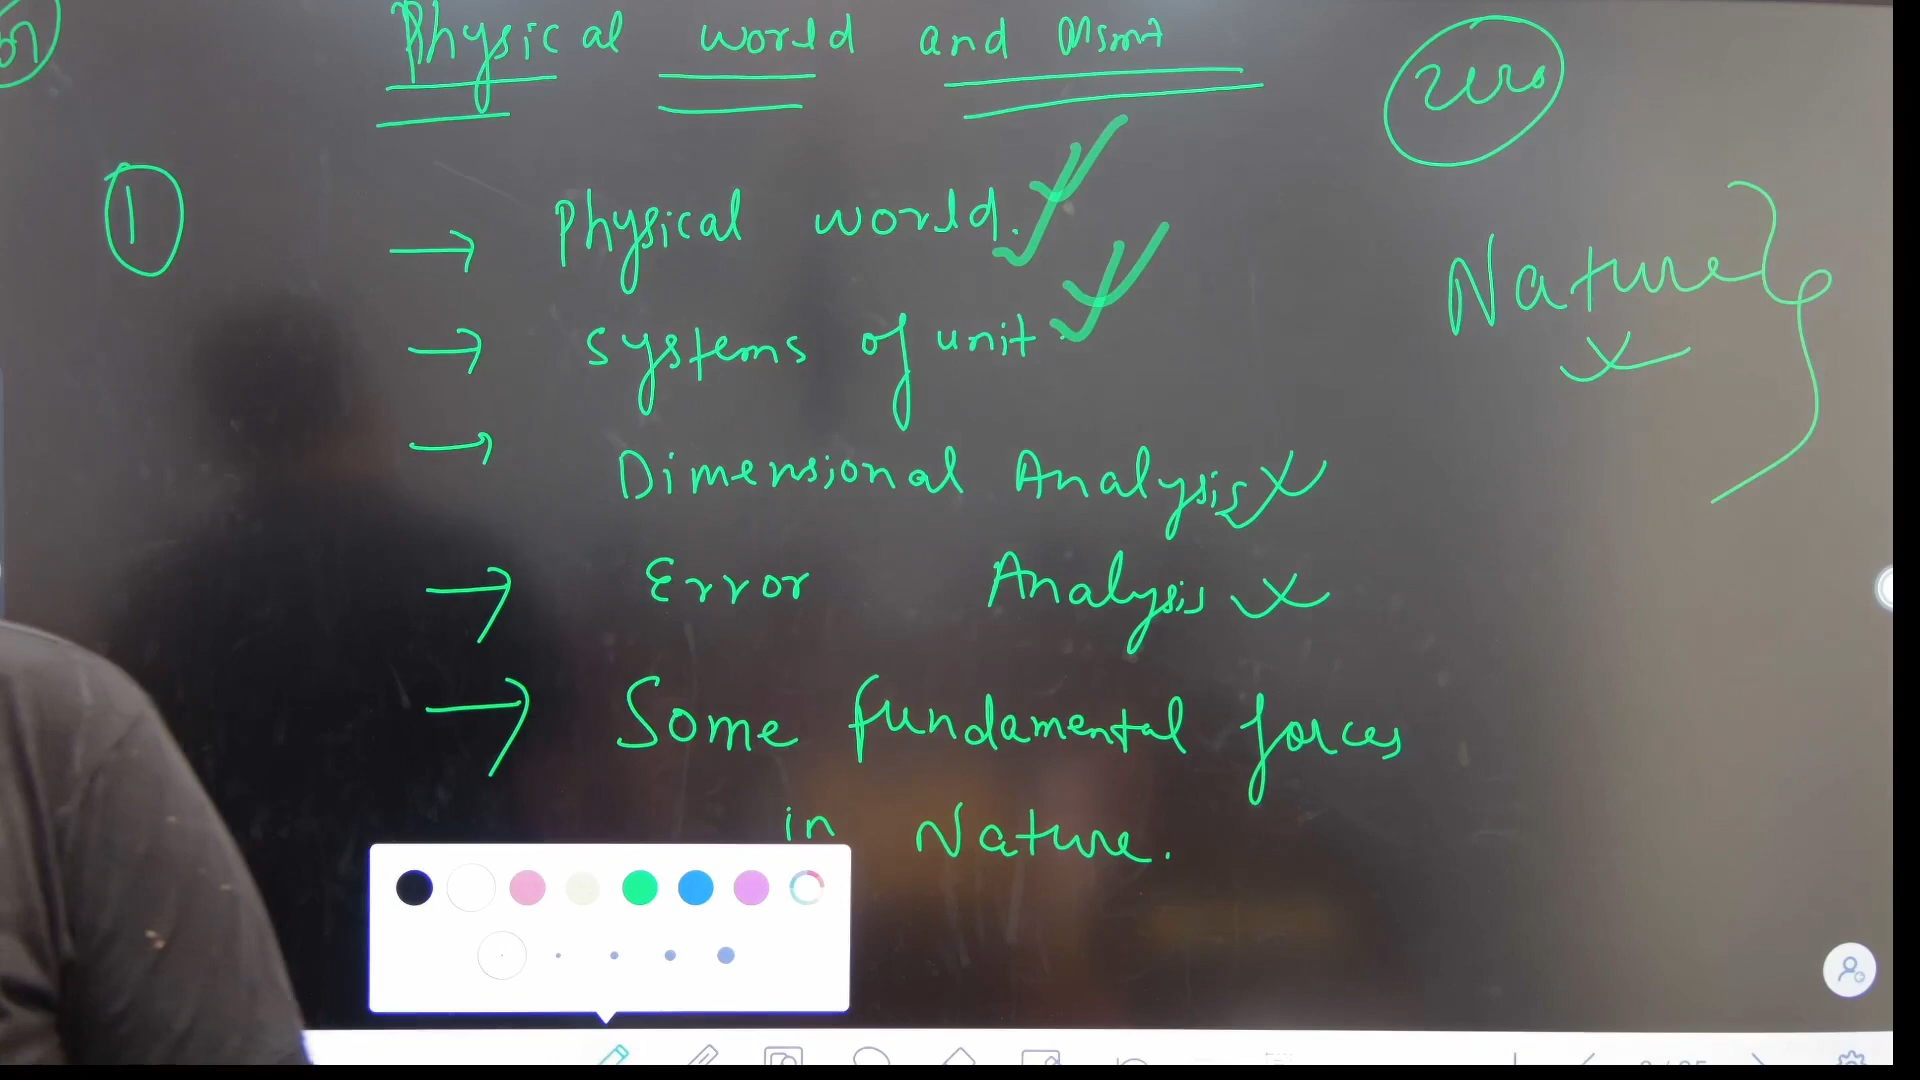 Physical world and Msmt
zero
1
→ Physical world.
Nature
→ systems of unit
→ Dimensional Analysis
→ Error Analysis
→ Some fundamental forces
in Nature.